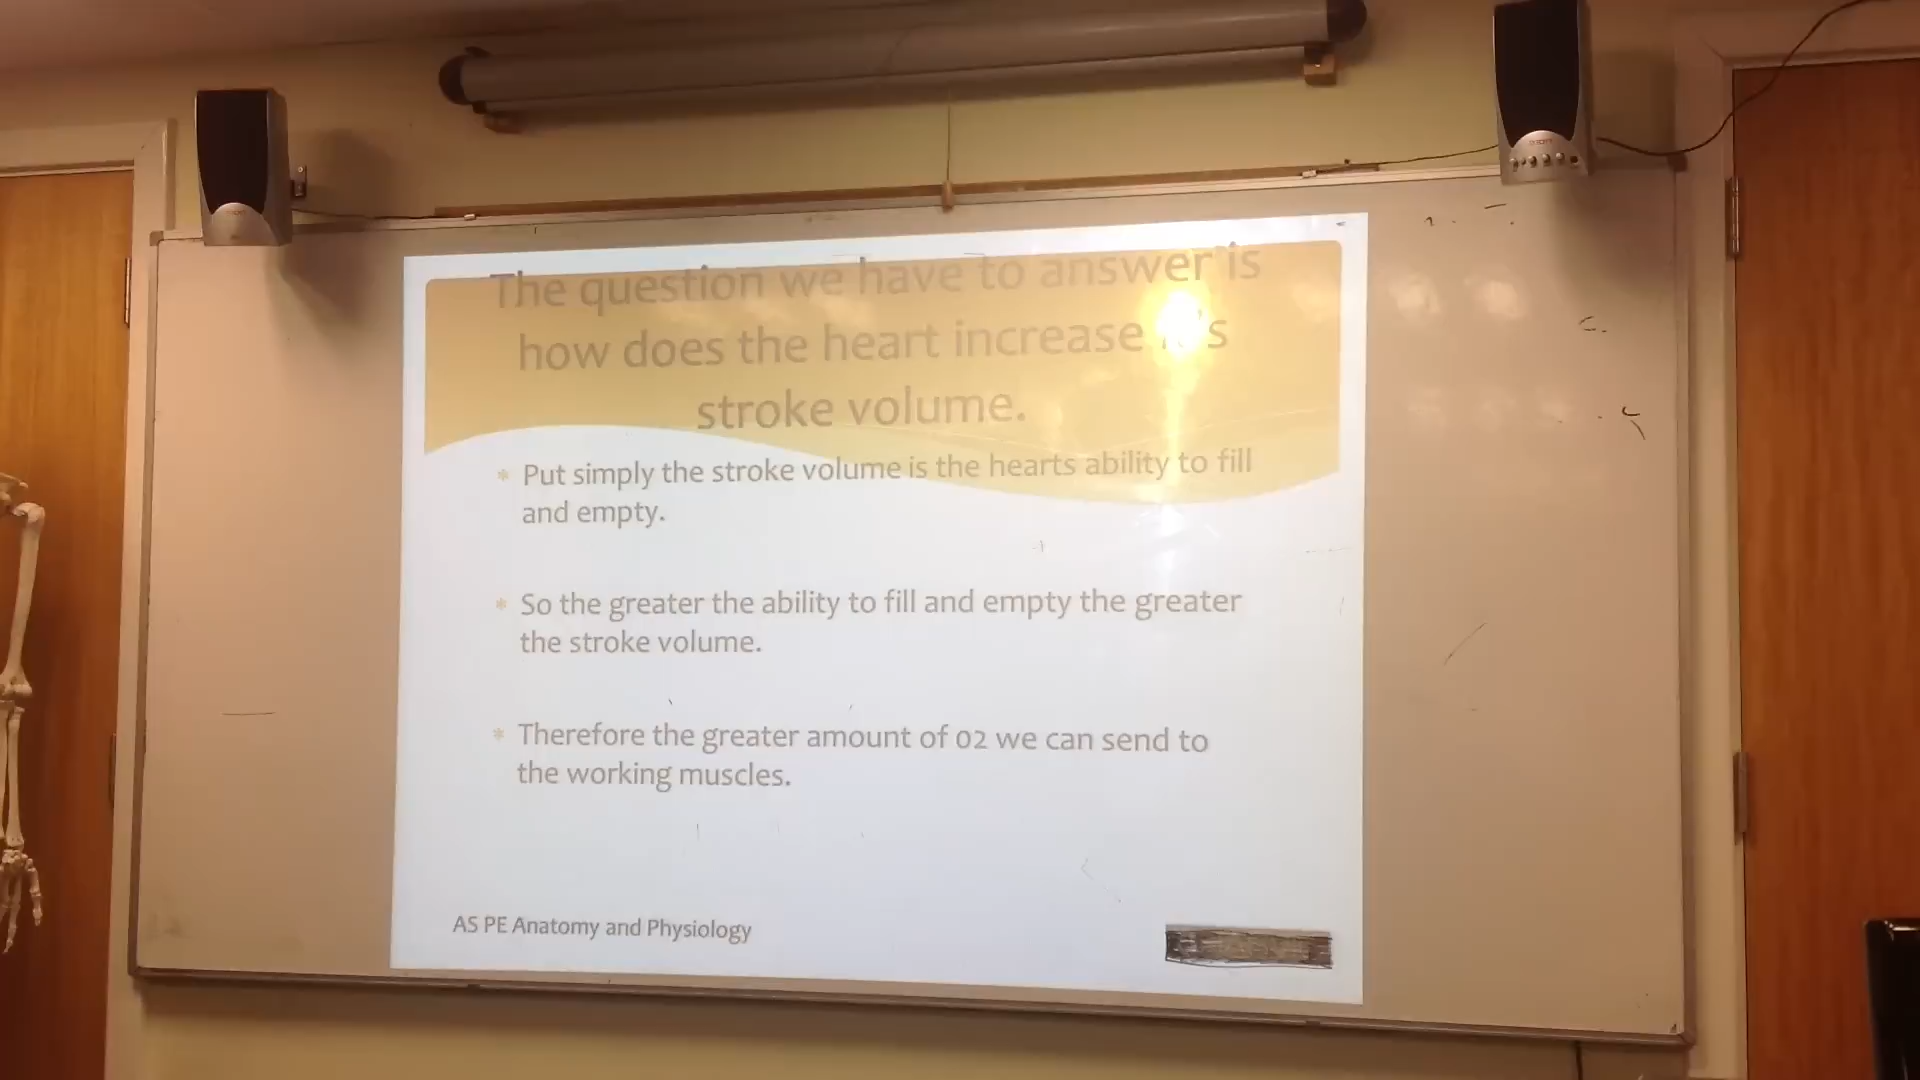 The question we have to answer is
how does the heart increase it's
stroke volume.
* Put simply the stroke volume is the hearts ability to fill
and empty.
* So the greater the ability to fill and empty the greater
the stroke volume.
* Therefore the greater amount of 02 we can send to
the working muscles.
AS PE Anatomy and Physiology